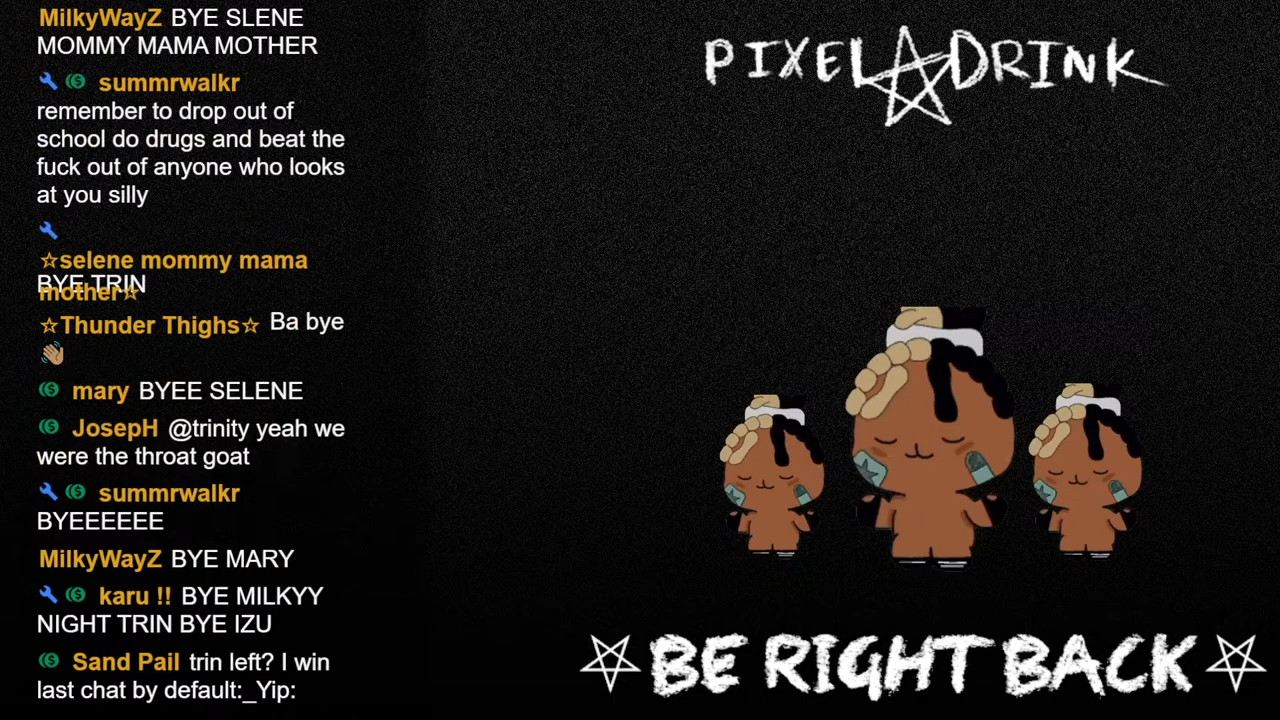 MilkyWayZ BYE SLENE
MOMMY MAMA MOTHER
summrwalkr
remember to drop out of
school do drugs and beat the
fuck out of anyone who looks
at you silly
☆selene mommy mama
mother☆
BYE TRIN
☆Thunder Thighs☆ Ba bye
👋🏽
mary BYEE SELENE
JosepH @trinity yeah we
were the throat goat
summrwalkr
BYEEEEEE
MilkyWayZ BYE MARY
karu !! BYE MILKYY
NIGHT TRIN BYE IZU
Sand Pail trin left? I win
last chat by default:_Yip:
PIXEL DRINK
BE RIGHT BACK